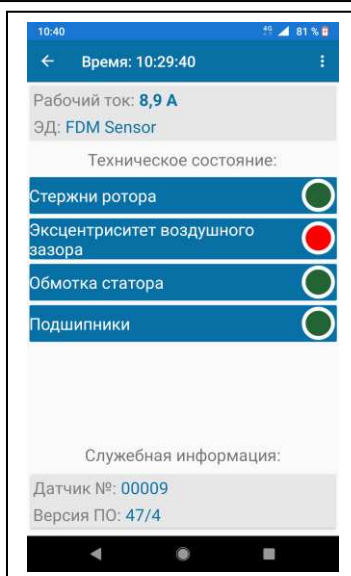 10:40 4G 81 %
Время: 10:29:40
Рабочий ток: 8,9 А
ЭД: FDM Sensor
Техническое состояние:
Стержни ротора
Эксцентриситет воздушного
зазора
Обмотка статора
Подшипники
Служебная информация:
Датчик №: 00009
Версия ПО: 47/4